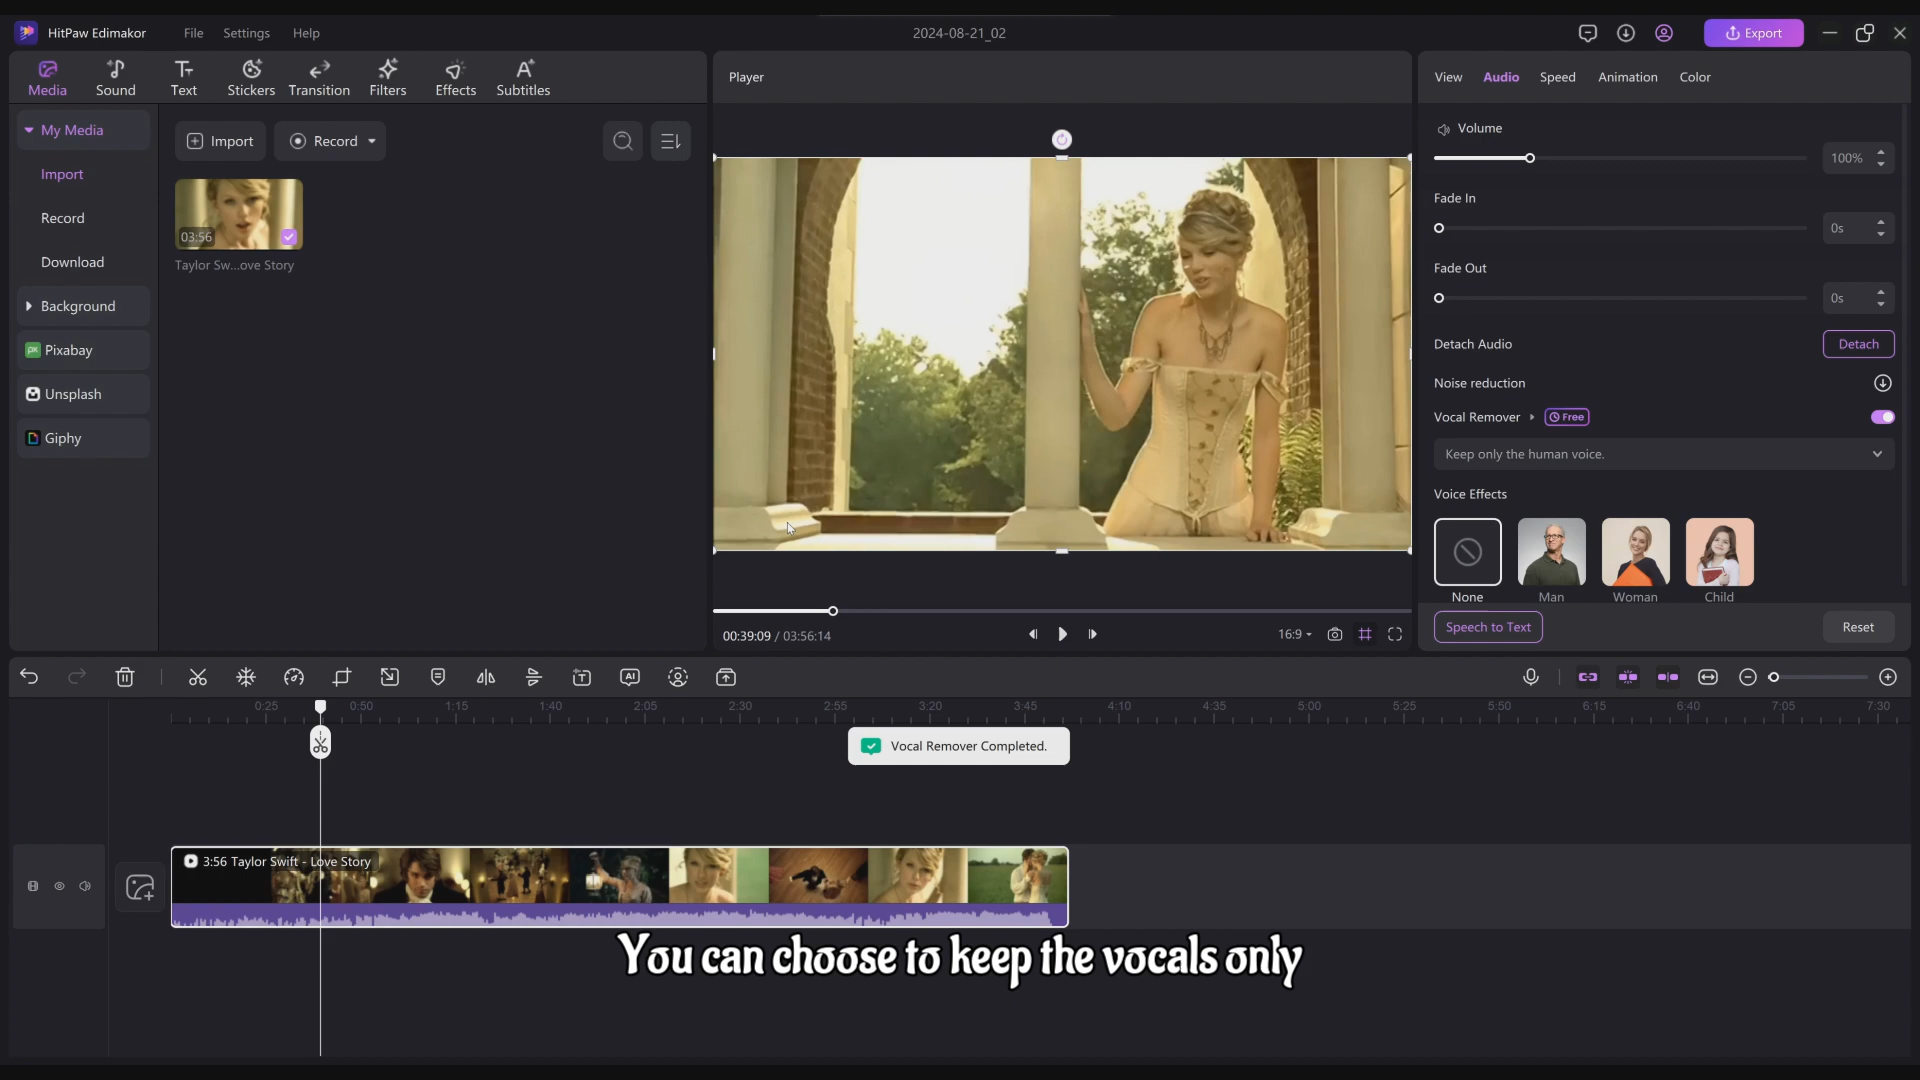 HitPaw Edimakor
File
Settings
Help
2024-08-21_02
Export
Media
Sound
Text
Stickers
Transition
Filters
Effects
Subtitles
My Media
Import
Record
Download
Background
Pixabay
Unsplash
Giphy
Import
Record
03:56
Taylor Sw...ove Story
Player
00:39:09 / 03:56:14
16:9
View
Audio
Speed
Animation
Color
Volume
100%
Fade In
0s
Fade Out
0s
Detach Audio
Detach
Noise reduction
Vocal Remover
Free
Keep only the human voice.
Voice Effects
None
Man
Woman
Child
Speech to Text
Reset
AI
0:25
0:50
1:15
1:40
2:05
2:30
2:55
3:20
3:45
4:10
4:35
5:00
5:25
5:50
6:15
6:40
7:05
7:30
Vocal Remover Completed.
3:56 Taylor Swift - Love Story
You can choose to keep the vocals only